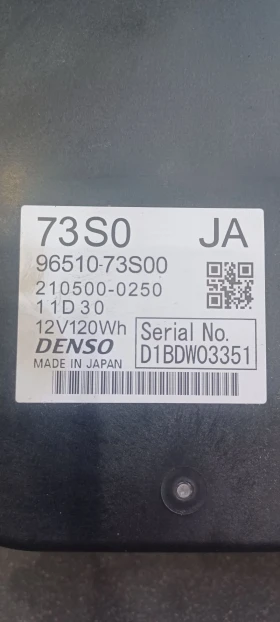 73S0 JA
96510-73S00
210500-0250
11D30
12V120Wh
DENSO
MADE IN JAPAN
Serial No.
D1BDW03351